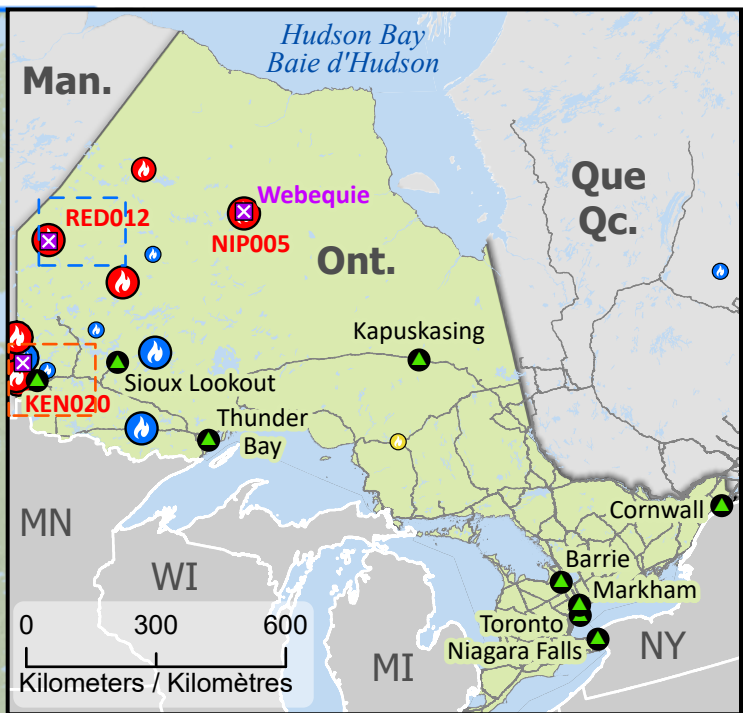 Hudson Bay
Baie d'Hudson
Man.
Que
Qc.
Webequie
RED012
NIP005
Ont.
Kapuskasing
Sioux Lookout
KEN020
Thunder
Bay
Cornwall
MN
Barrie
WI
Markham
Toronto
Niagara Falls
NY
MI
0 300 600
Kilometers / Kilomètres